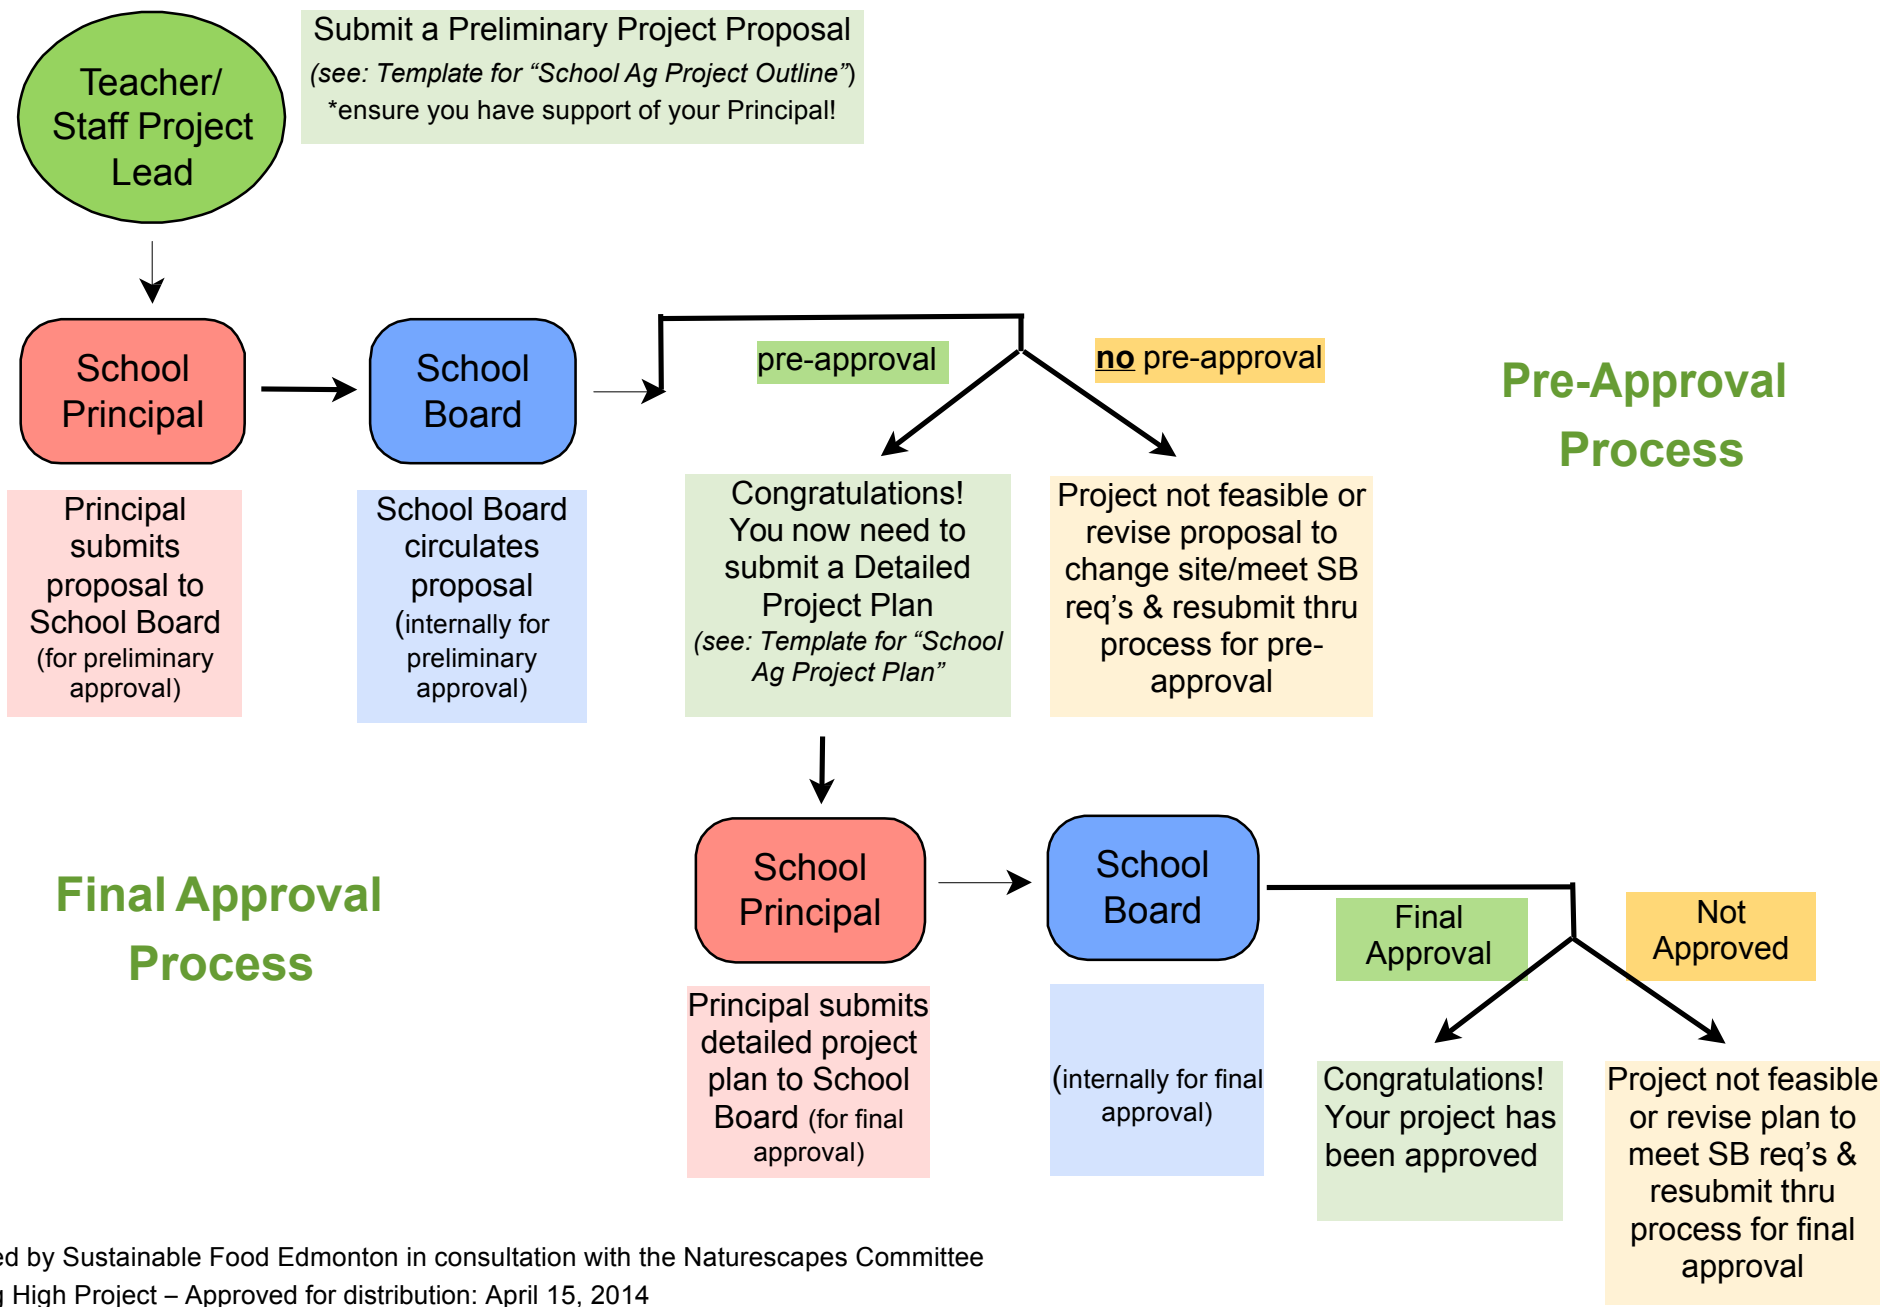 Teacher/
Staff Project
Lead
Submit a Preliminary Project Proposal
(see: Template for “School Ag Project Outline”)
*ensure you have support of your Principal!
School
Principal
School
Board
pre-approval
no pre-approval
Pre-Approval
Process
Principal
submits
proposal to
School Board
(for preliminary
approval)
School Board
circulates
proposal
(internally for
preliminary
approval)
Congratulations!
You now need to
submit a Detailed
Project Plan
(see: Template for “School
Ag Project Plan”
Project not feasible or
revise proposal to
change site/meet SB
req’s & resubmit thru
process for pre-
approval
Final Approval
Process
School
Principal
School
Board
Final
Approval
Not
Approved
Principal submits
detailed project
plan to School
Board (for final
approval)
(internally for final
approval)
Congratulations!
Your project has
been approved
Project not feasible
or revise plan to
meet SB req’s &
resubmit thru
process for final
approval
by Sustainable Food Edmonton in consultation with the Naturescapes Committee
High Project – Approved for distribution: April 15, 2014